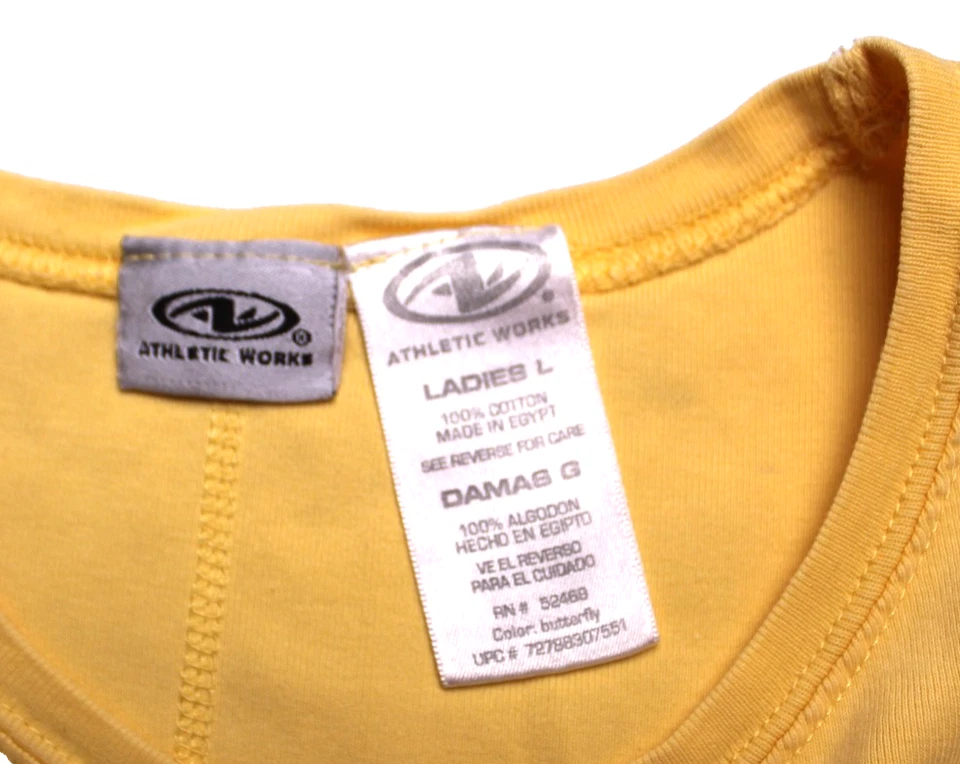 ATHLETIC WORKS
ATHLETIC WORKS
LADIES L
100% COTTON
MADE IN EGYPT
SEE REVERSE FOR CARE
DAMAS G
100% ALGODON
HECHO EN EGIPTO
VE EL REVERSO
PARA EL CUIDADO
RN # 52469
Color: butterfly
UPC # 72788307551